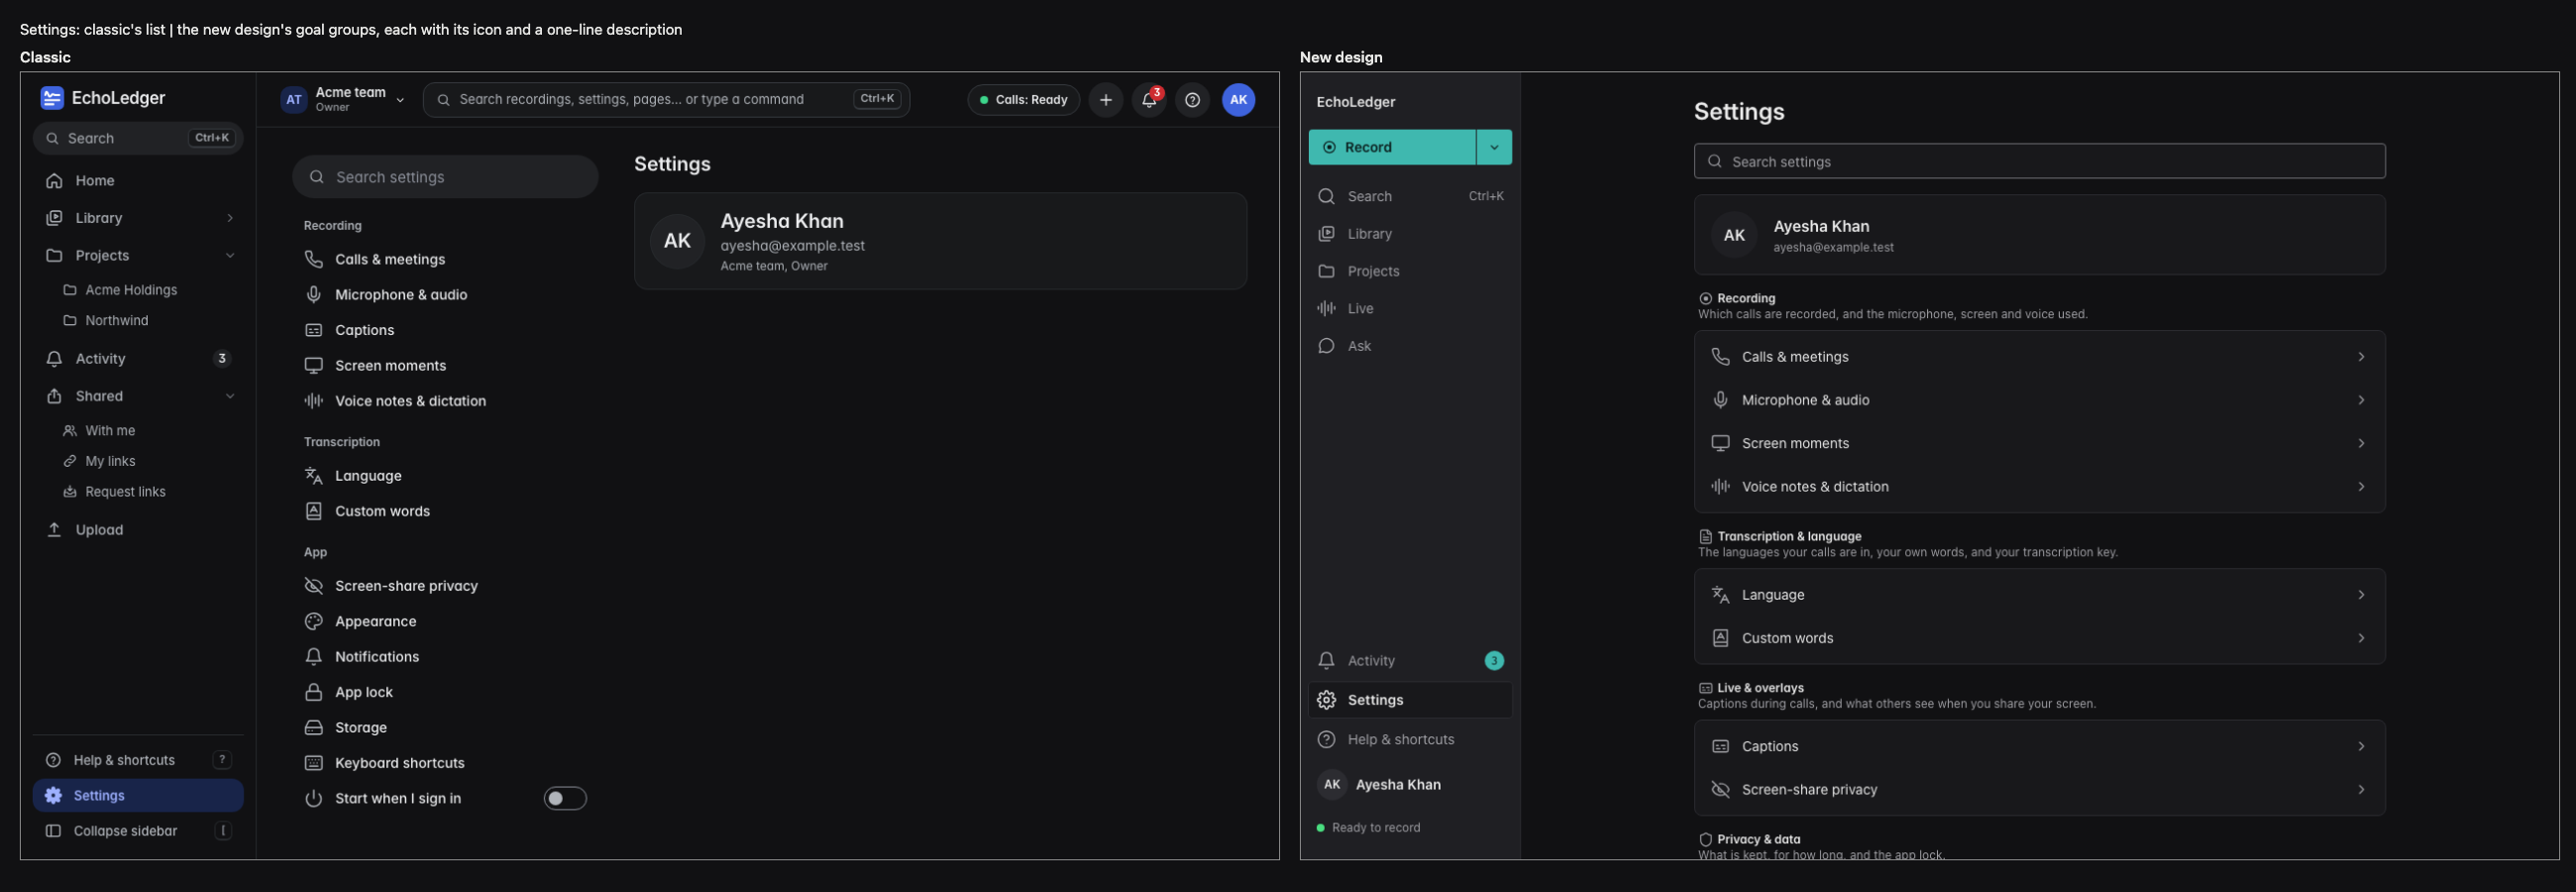 Settings: classic's list | the new design's goal groups, each with its icon and a one-line description
Classic
EchoLedger
Search Ctrl+K
Home
Library
Projects
Acme Holdings
Northwind
Activity 3
Shared
With me
My links
Request links
Upload
Help & shortcuts ?
Settings
Collapse sidebar [
AT Acme team
Owner
Search recordings, settings, pages... or type a command Ctrl+K
Calls: Ready
3
AK
Search settings
Recording
Calls & meetings
Microphone & audio
Captions
Screen moments
Voice notes & dictation
Transcription
Language
Custom words
App
Screen-share privacy
Appearance
Notifications
App lock
Storage
Keyboard shortcuts
Start when I sign in
Settings
AK
Ayesha Khan
ayesha@example.test
Acme team, Owner
New design
EchoLedger
Record
Search Ctrl+K
Library
Projects
Live
Ask
Activity 3
Settings
Help & shortcuts
AK Ayesha Khan
Ready to record
Settings
Search settings
AK
Ayesha Khan
ayesha@example.test
Recording
Which calls are recorded, and the microphone, screen and voice used.
Calls & meetings
Microphone & audio
Screen moments
Voice notes & dictation
Transcription & language
The languages your calls are in, your own words, and your transcription key.
Language
Custom words
Live & overlays
Captions during calls, and what others see when you share your screen.
Captions
Screen-share privacy
Privacy & data
What is kept, for how long, and the app lock.